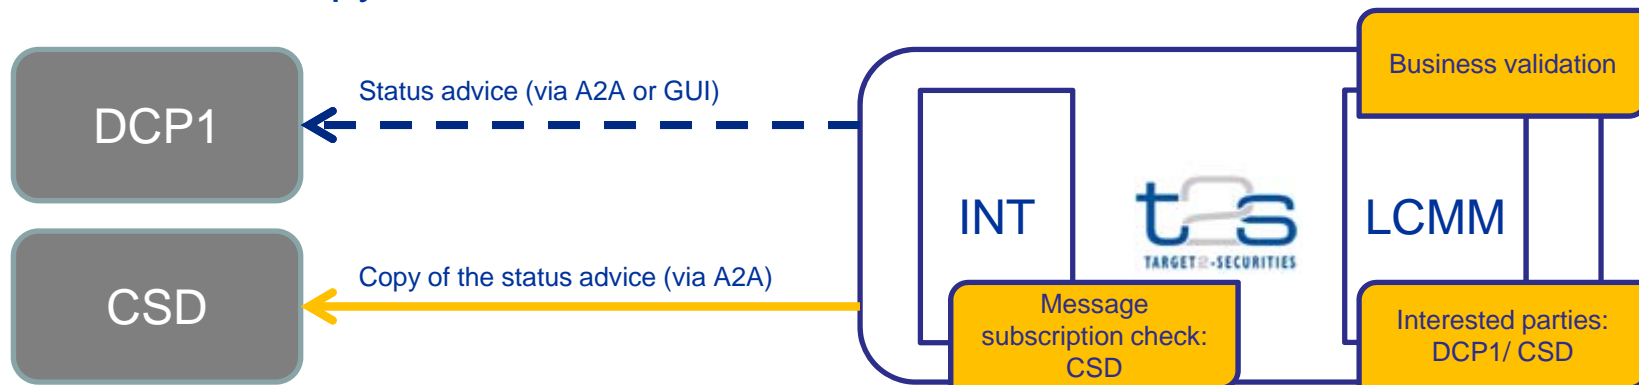 DCP1
Status advice (via A2A or GUI)
CSD
Copy of the status advice (via A2A)
INT
t2s
TARGET2-SECURITIES
LCMM
Business validation
Message
subscription check:
CSD
Interested parties:
DCP1/ CSD